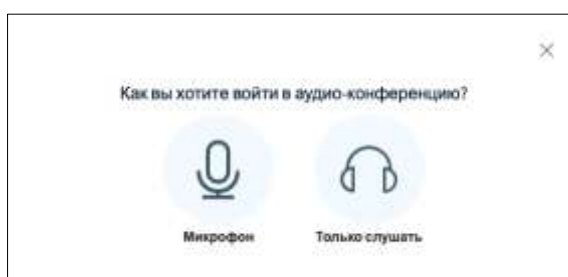 Как вы хотите войти в аудио-конференцию?
Микрофон
Только слушать